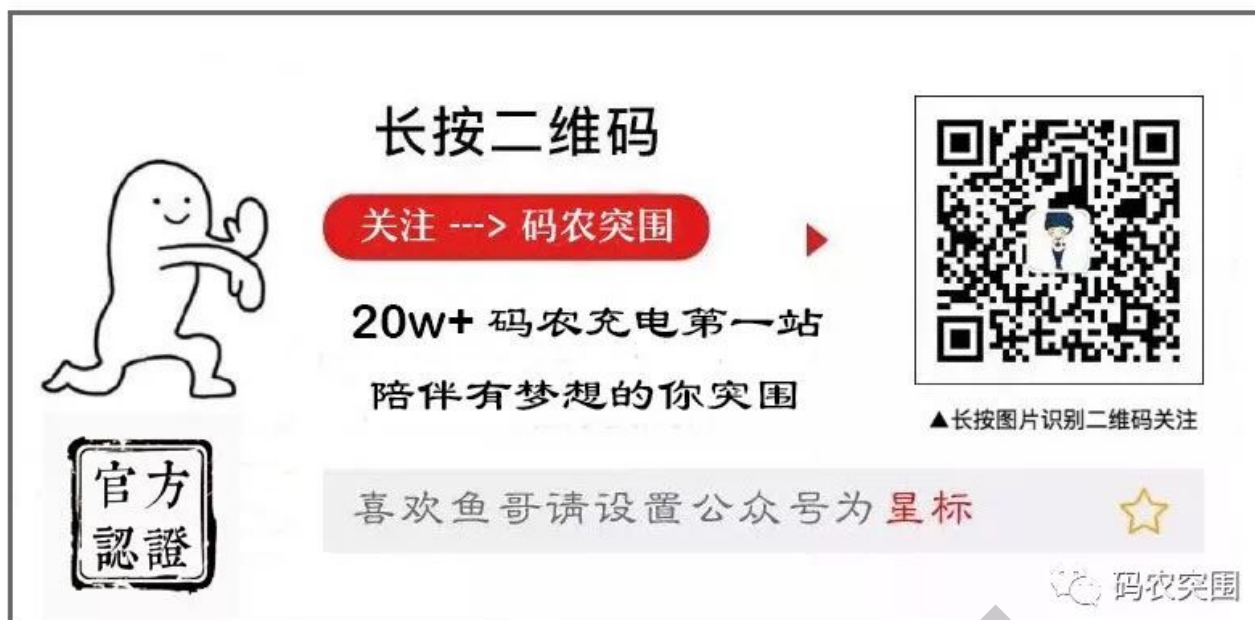 长按二维码
关注 ---> 码农突围
20w+ 码农充电第一站
陪伴有梦想的你突围
▲长按图片识别二维码关注
官方
認證
喜欢鱼哥请设置公众号为星标
码农突围